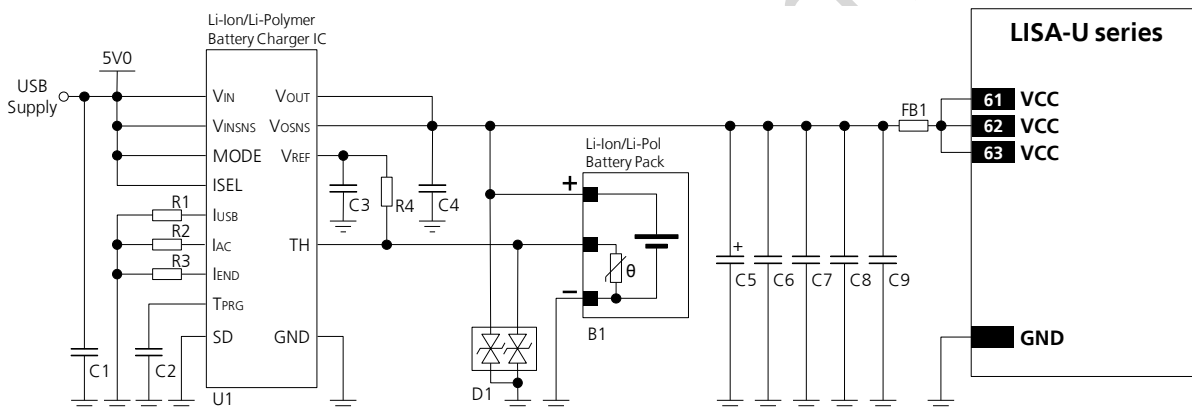 Li-Ion/Li-Polymer
Battery Charger IC
LISA-U series
5V0
USB
Supply
VIN
VOUT
VINSNS
VOSNS
MODE
VREF
ISEL
IUSB
IAC
TH
IEND
TPRG
SD
GND
U1
R1
R2
R3
C1
C2
C3
R4
C4
Li-Ion/Li-Pol
Battery Pack
+
θ
–
B1
D1
+
C5
C6
C7
C8
C9
FB1
61 VCC
62 VCC
63 VCC
GND